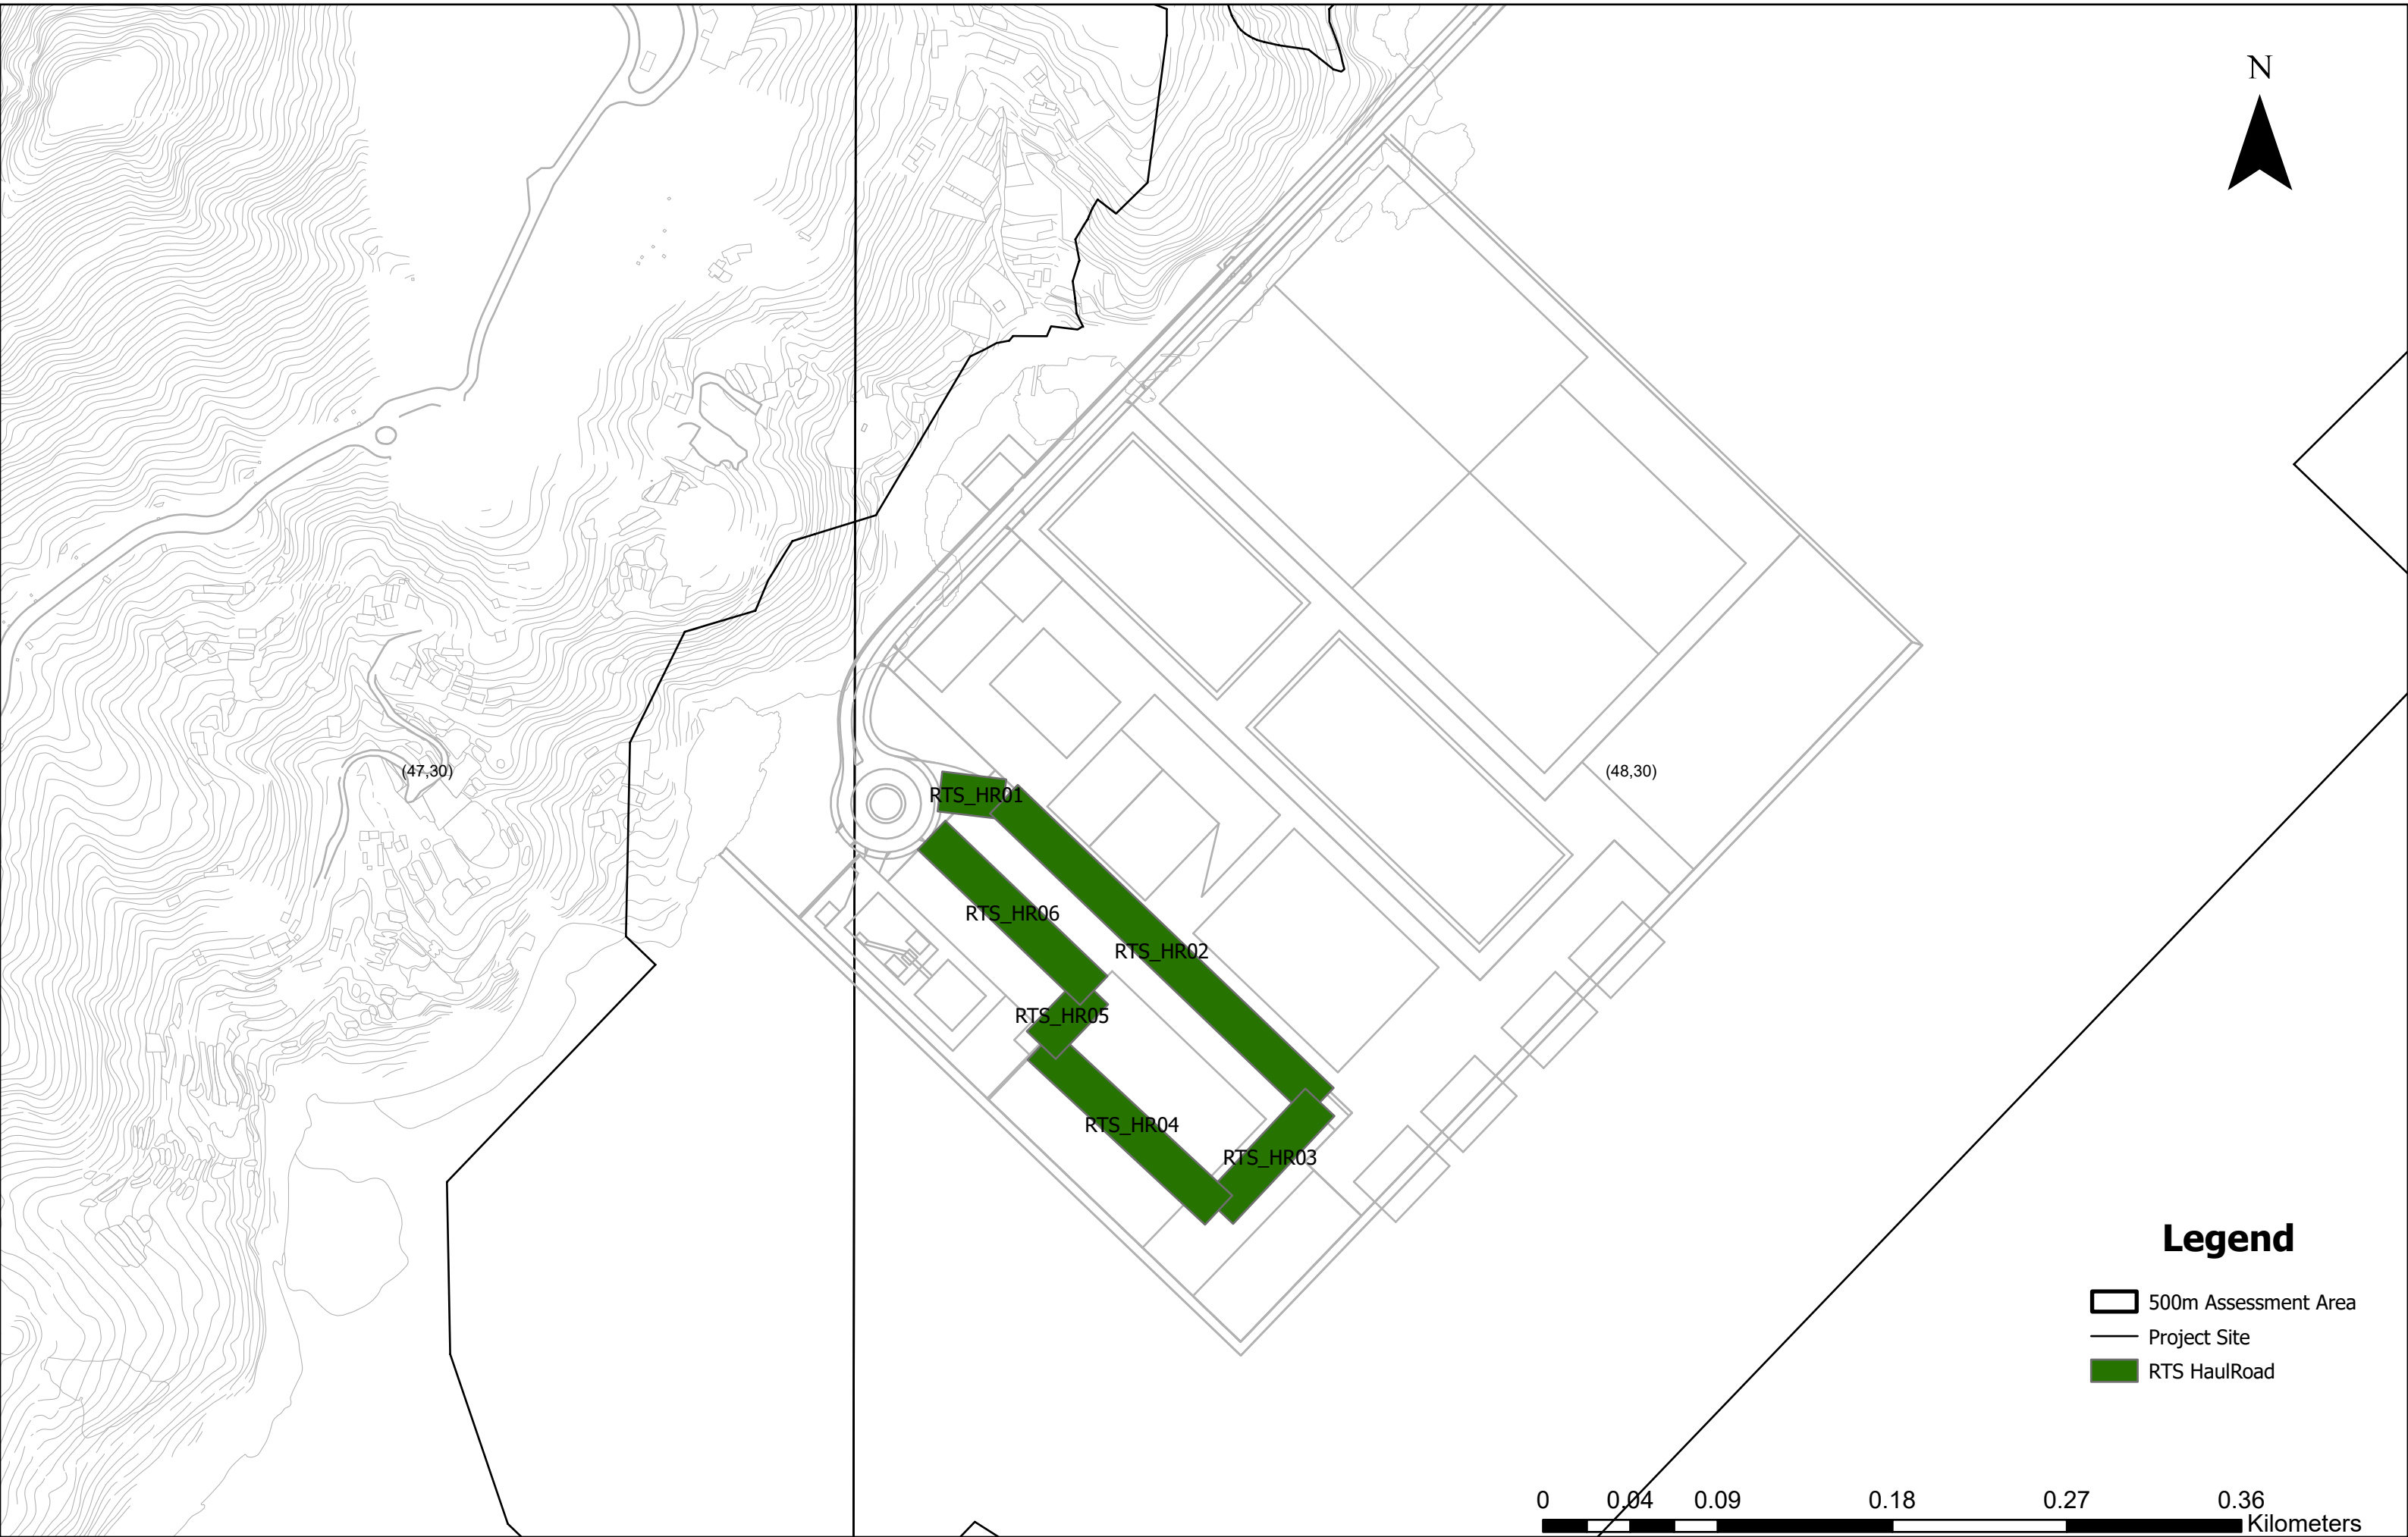 N
(47,30)
(48,30)
RTS_HR01
RTS_HR06
RTS_HR02
RTS_HR05
RTS_HR04
RTS_HR03
Legend
500m Assessment Area
Project Site
RTS HaulRoad
0 0.04 0.09 0.18 0.27 0.36
Kilometers